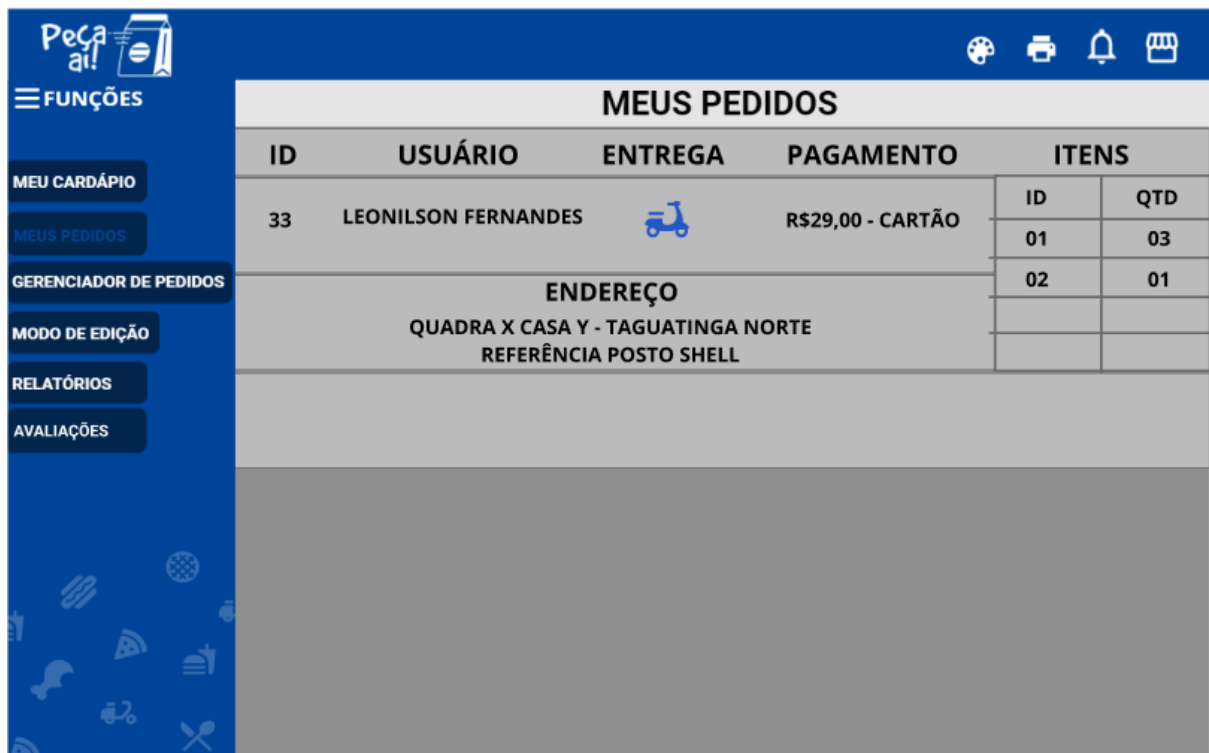 Peça
aí!
FUNÇÕES
MEU CARDÁPIO
MEUS PEDIDOS
GERENCIADOR DE PEDIDOS
MODO DE EDIÇÃO
RELATÓRIOS
AVALIAÇÕES
MEUS PEDIDOS
ID USUÁRIO ENTREGA PAGAMENTO ITENS
33 LEONILSON FERNANDES R$29,00 - CARTÃO
ID QTD
01 03
02 01
ENDEREÇO
QUADRA X CASA Y - TAGUATINGA NORTE
REFERÊNCIA POSTO SHELL